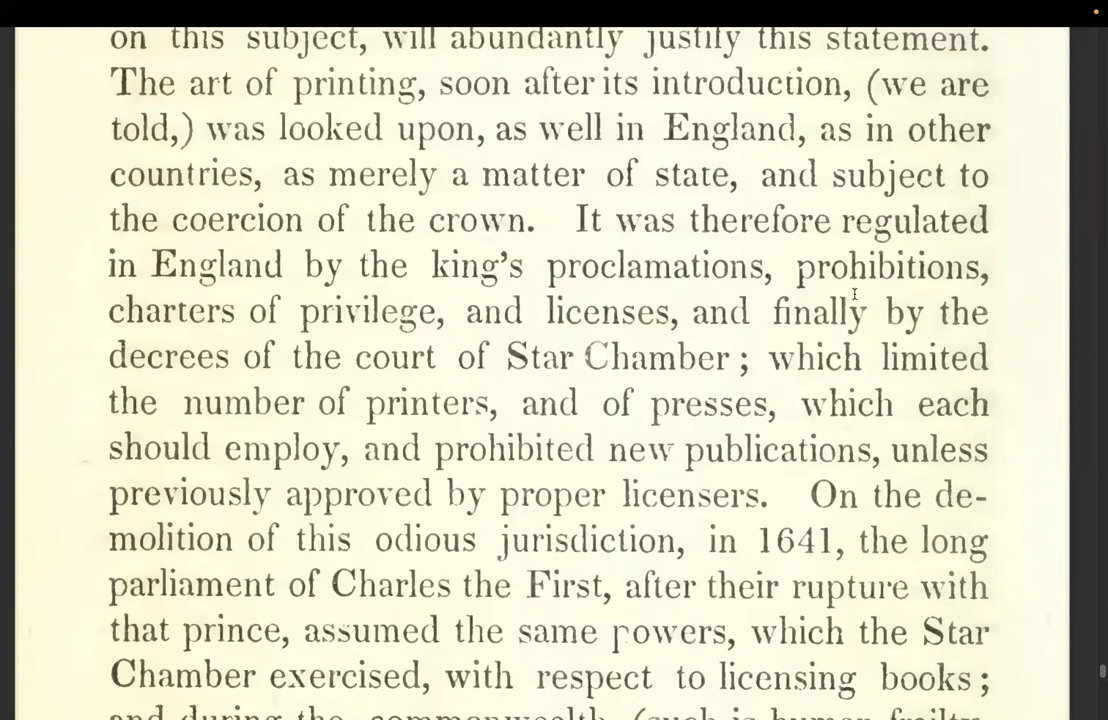 on this subject, will abundantly justify this statement.
The art of printing, soon after its introduction, (we are
told,) was looked upon, as well in England, as in other
countries, as merely a matter of state, and subject to
the coercion of the crown. It was therefore regulated
in England by the king's proclamations, prohibitions,
charters of privilege, and licenses, and finally by the
decrees of the court of Star Chamber; which limited
the number of printers, and of presses, which each
should employ, and prohibited new publications, unless
previously approved by proper licensers. On the de-
molition of this odious jurisdiction, in 1641, the long
parliament of Charles the First, after their rupture with
that prince, assumed the same powers, which the Star
Chamber exercised, with respect to licensing books;
and during the commonwealth (such is human frailty